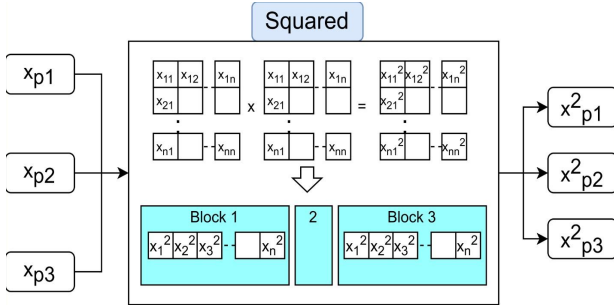 Squared
x₁₁ x₁₂ x₁ₙ x₁₁ x₁₂ x₁ₙ x₁₁² x₁₂² x₁ₙ²
x₂₁ x x₂₁ = x₂₁²
xₙ₁ xₙₙ xₙ₁ xₙₙ xₙ₁² xₙₙ²
xₚ₁
xₚ₂
xₚ₃
Block 1 2 Block 3
x₁² x₂² x₃² xₙ² x₁² x₂² x₃² xₙ²
x²ₚ₁
x²ₚ₂
x²ₚ₃